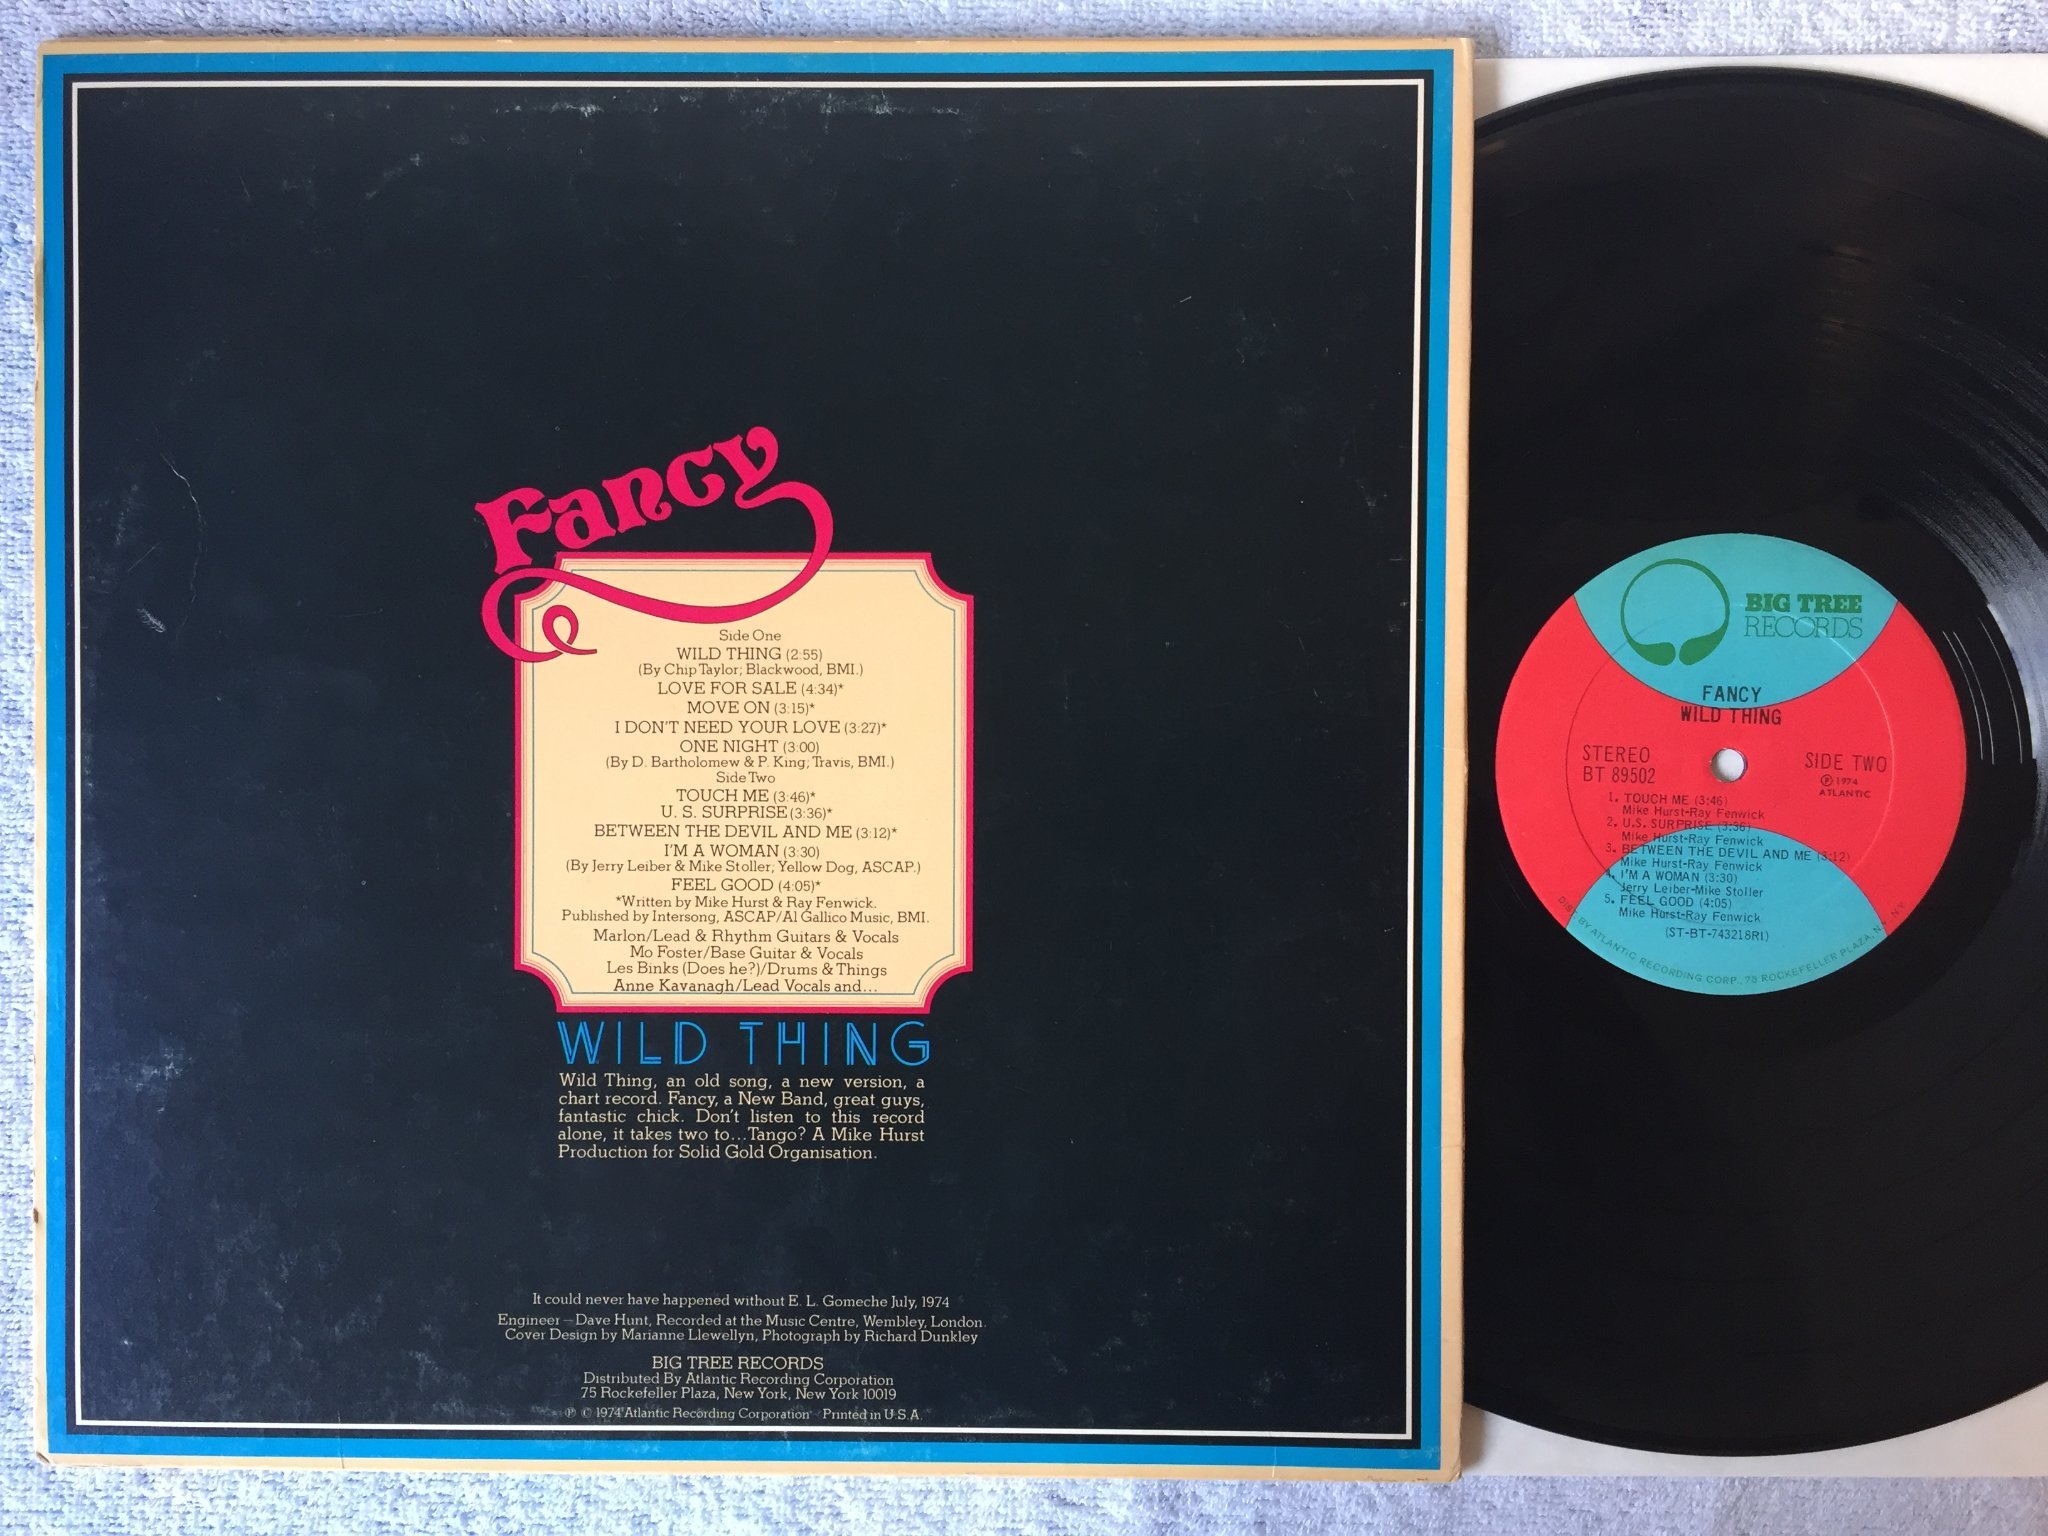 Fancy
Side One
WILD THING (2:55)
(By Chip Taylor; Blackwood, BMI.)
LOVE FOR SALE (4:34)*
MOVE ON (3:15)*
I DON'T NEED YOUR LOVE (3:27)*
ONE NIGHT (3:00)
(By D. Bartholomew & P. King; Travis, BMI.)
Side Two
TOUCH ME (3:46)*
U. S. SURPRISE (3:36)*
BETWEEN THE DEVIL AND ME (3:12)*
I'M A WOMAN (3:30)
(By Jerry Leiber & Mike Stoller; Yellow Dog, ASCAP.)
FEEL GOOD (4:05)*
*Written by Mike Hurst & Ray Fenwick.
Published by Intersong, ASCAP/Al Gallico Music, BMI.
Marlon/Lead & Rhythm Guitars & Vocals
Mo Foster/Base Guitar & Vocals
Les Binks (Does he?)/Drums & Things
Anne Kavanagh/Lead Vocals and...
WILD THING
Wild Thing, an old song, a new version, a
chart record. Fancy, a New Band, great guys,
fantastic chick. Don't listen to this record
alone, it takes two to...Tango? A Mike Hurst
Production for Solid Gold Organisation.
It could never have happened without E. L. Gomeche July, 1974
Engineer—Dave Hunt, Recorded at the Music Centre, Wembley, London.
Cover Design by Marianne Llewellyn, Photograph by Richard Dunkley
BIG TREE RECORDS
Distributed By Atlantic Recording Corporation
75 Rockefeller Plaza, New York, New York 10019
℗ © 1974 Atlantic Recording Corporation Printed in U.S.A.
BIG TREE
RECORDS
FANCY
WILD THING
STEREO
BT 89502
SIDE TWO
℗ 1974
ATLANTIC
1. TOUCH ME (3:46)
Mike Hurst-Ray Fenwick
2. U.S. SURPRISE (3:36)
Mike Hurst-Ray Fenwick
3. BETWEEN THE DEVIL AND ME (3:12)
Mike Hurst-Ray Fenwick
4. I'M A WOMAN (3:30)
Jerry Leiber-Mike Stoller
5. FEEL GOOD (4:05)
Mike Hurst-Ray Fenwick
(ST-BT-743218RI)
DIST BY ATLANTIC RECORDING CORP., 75 ROCKEFELLER PLAZA, N.Y. N.Y.